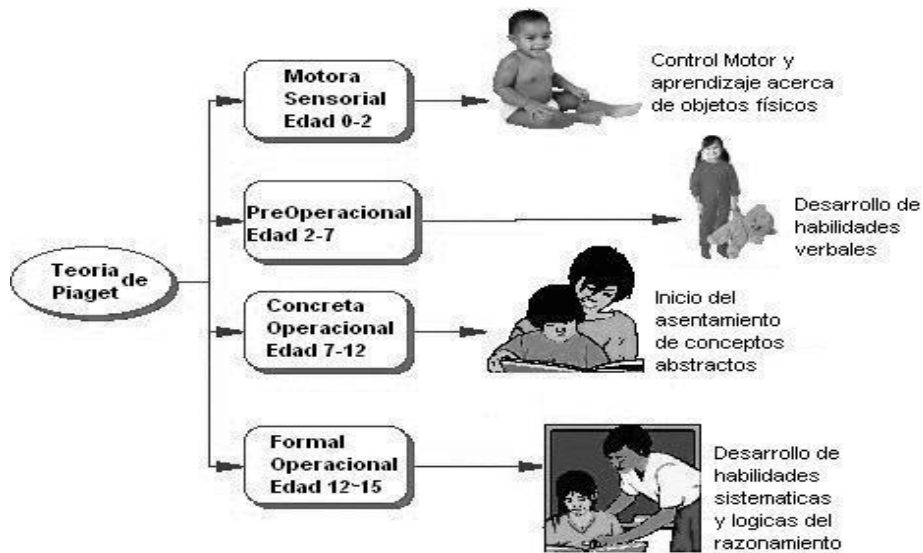 Teoria de
Piaget
Motora
Sensorial
Edad 0-2
Control Motor y
aprendizaje acerca
de objetos físicos
PreOperacional
Edad 2-7
Desarrollo de
habilidades
verbales
Concreta
Operacional
Edad 7-12
Inicio del
asentamiento
de conceptos
abstractos
Formal
Operacional
Edad 12~15
Desarrollo de
habilidades
sistematicas
y logicas del
razonamiento